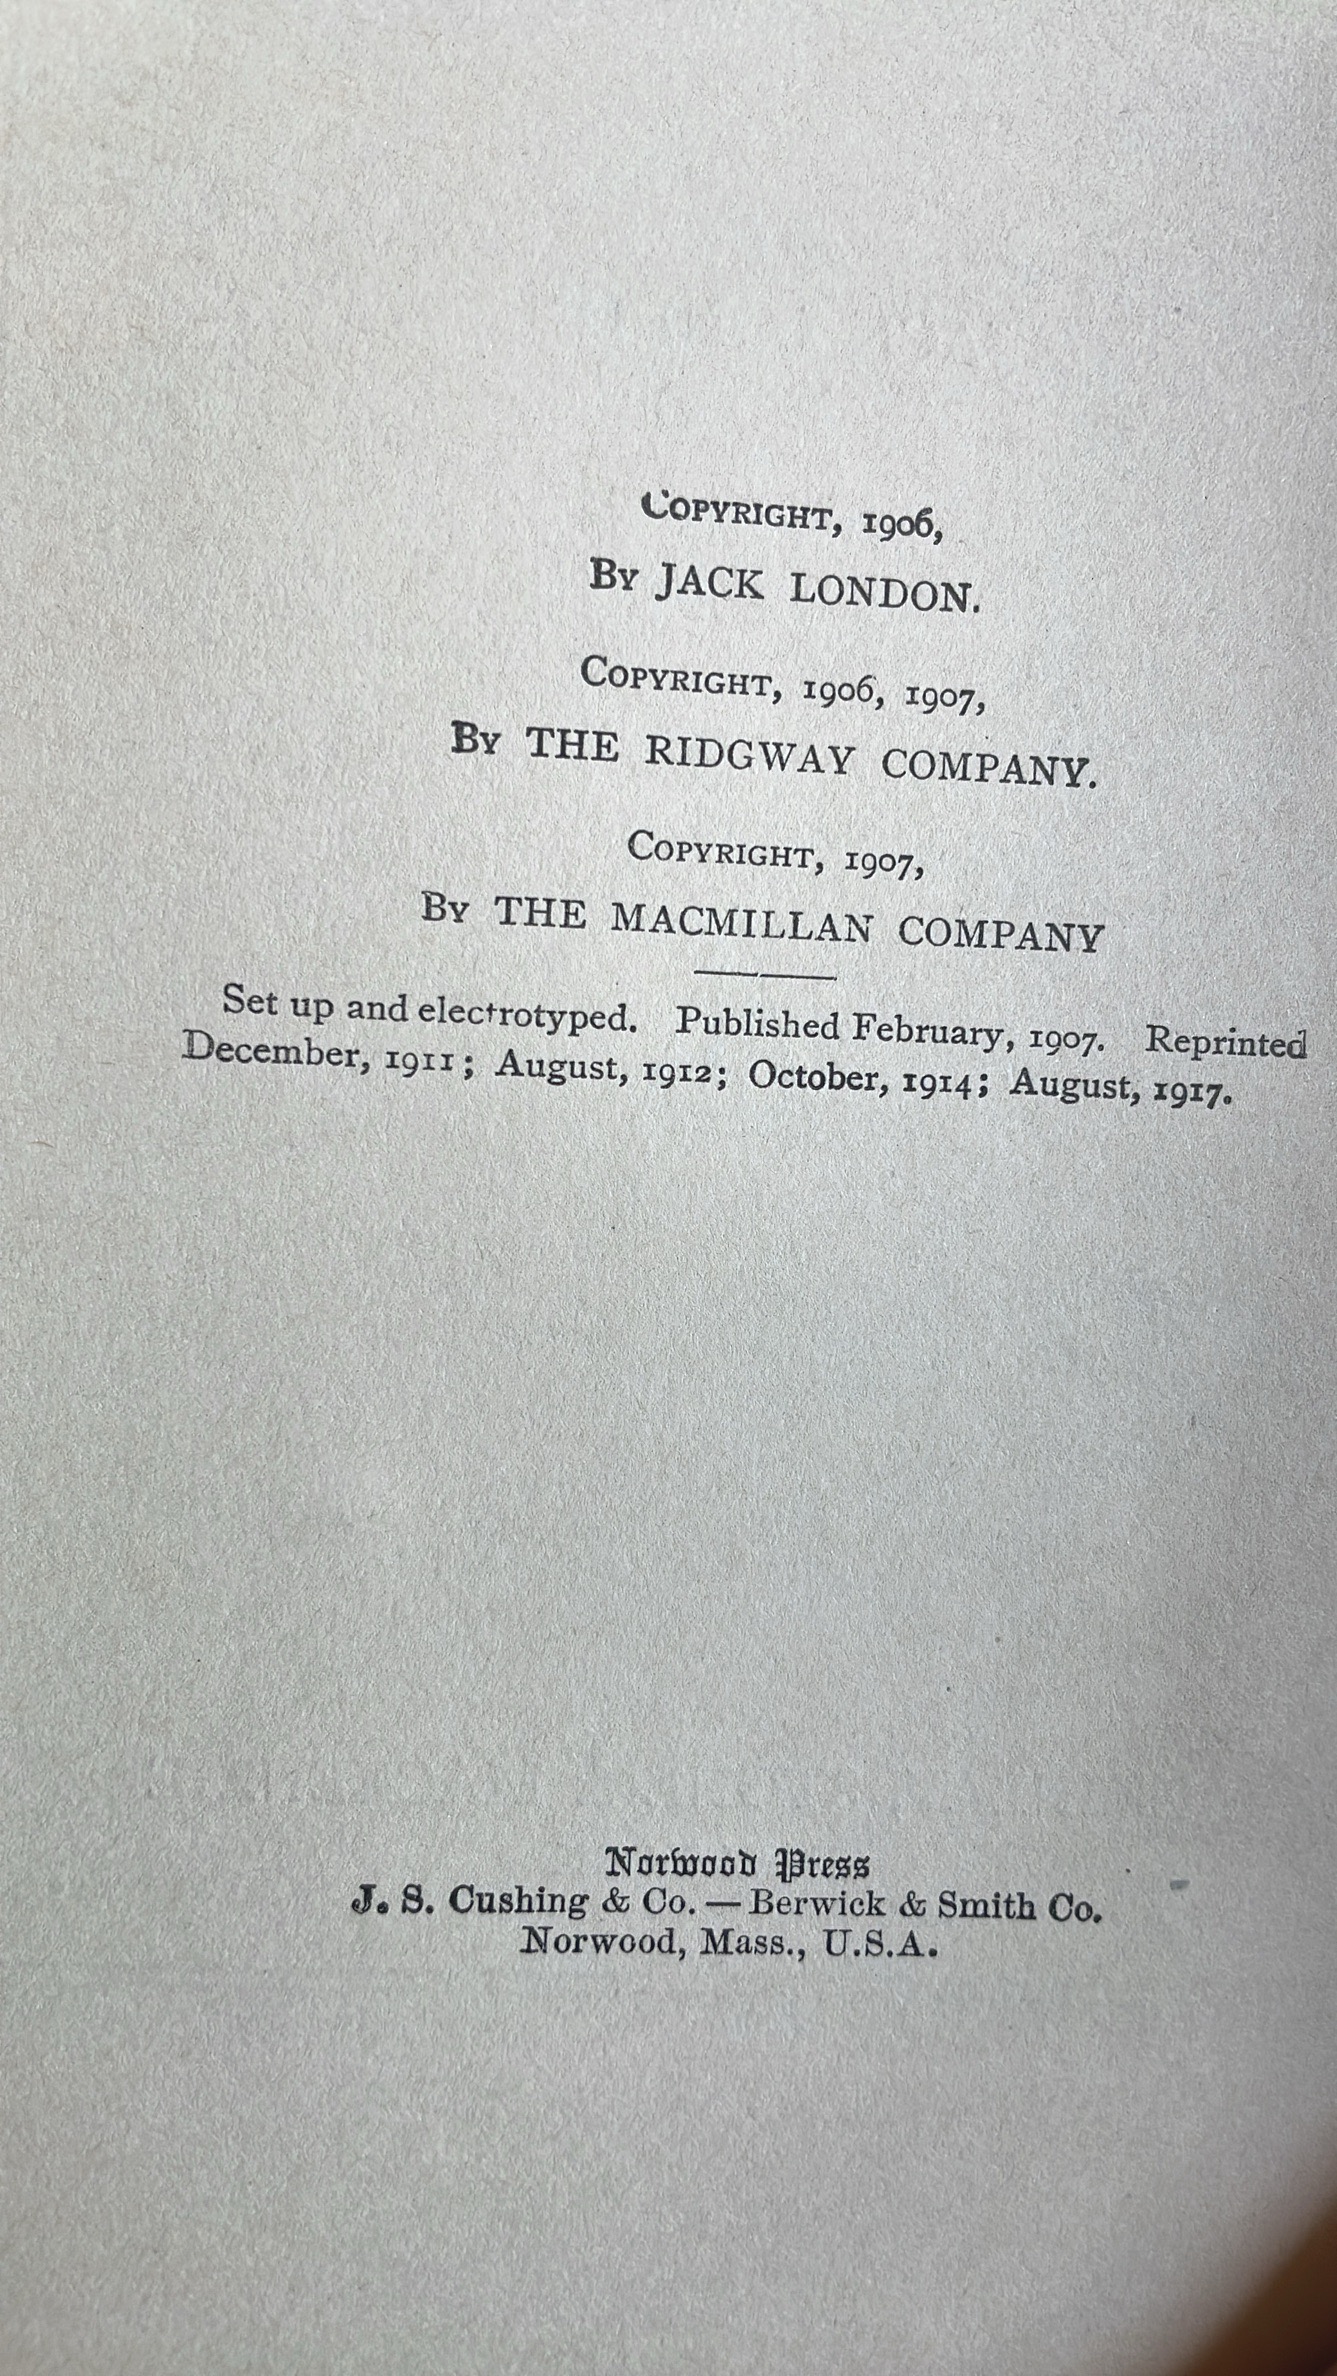 Copyright, 1906,
By JACK LONDON.
Copyright, 1906, 1907,
By THE RIDGWAY COMPANY.
Copyright, 1907,
By THE MACMILLAN COMPANY
Set up and electrotyped. Published February, 1907. Reprinted
December, 1911; August, 1912; October, 1914; August, 1917.
Norwood Press
J. S. Cushing & Co. — Berwick & Smith Co.
Norwood, Mass., U.S.A.